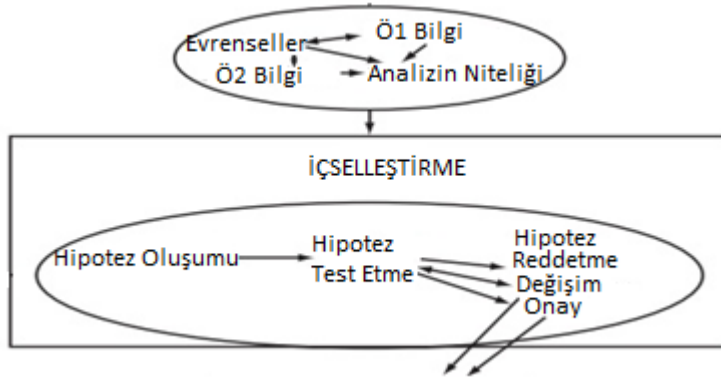 Evrenseller
Ö1 Bilgi
Ö2 Bilgi
Analizin Niteliği
İÇSELLEŞTİRME
Hipotez Oluşumu
Hipotez
Test Etme
Hipotez
Reddetme
Değişim
Onay